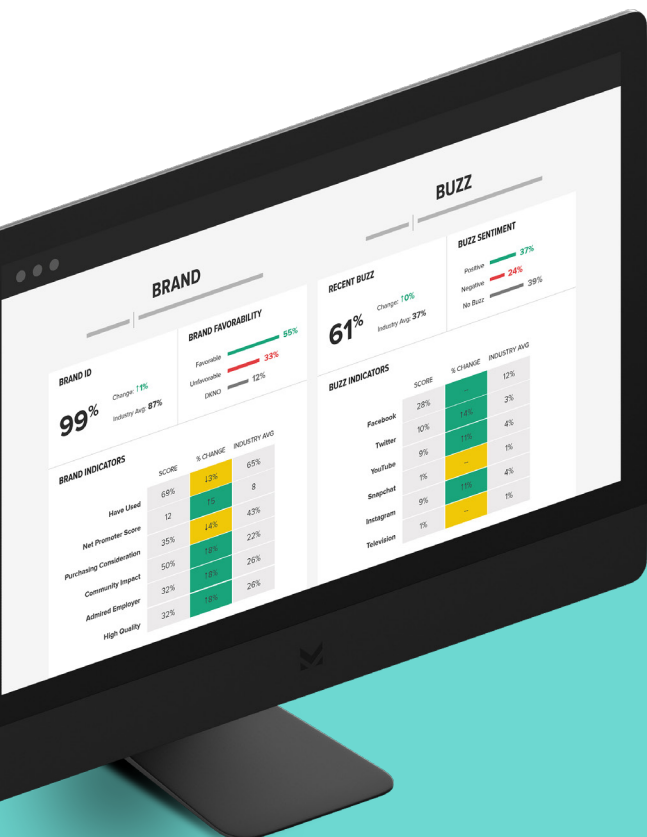 BRAND
BRAND ID
99%
Change: ↑1%
Industry Avg: 87%
BRAND FAVORABILITY
Favorable 55%
Unfavorable 33%
DKNO 12%
BRAND INDICATORS
SCORE % CHANGE INDUSTRY AVG
Have Used 69% ↓3% 65%
Net Promoter Score 12 ↑% 8
Purchasing Consideration 35% ↓4% 43%
Community Impact 50% ↑8% 22%
Admired Employer 32% ↑8% 26%
High Quality 32% ↑8% 26%
BUZZ
RECENT BUZZ
61%
Change: ↑0%
Industry Avg: 37%
BUZZ SENTIMENT
Positive 37%
Negative 24%
No Buzz 39%
BUZZ INDICATORS
SCORE % CHANGE INDUSTRY AVG
Facebook 28% – 12%
Twitter 10% ↑4% 3%
YouTube 9% ↑1% 4%
Snapchat 1% – 1%
Instagram 9% ↑1% 4%
Television 1% – 1%